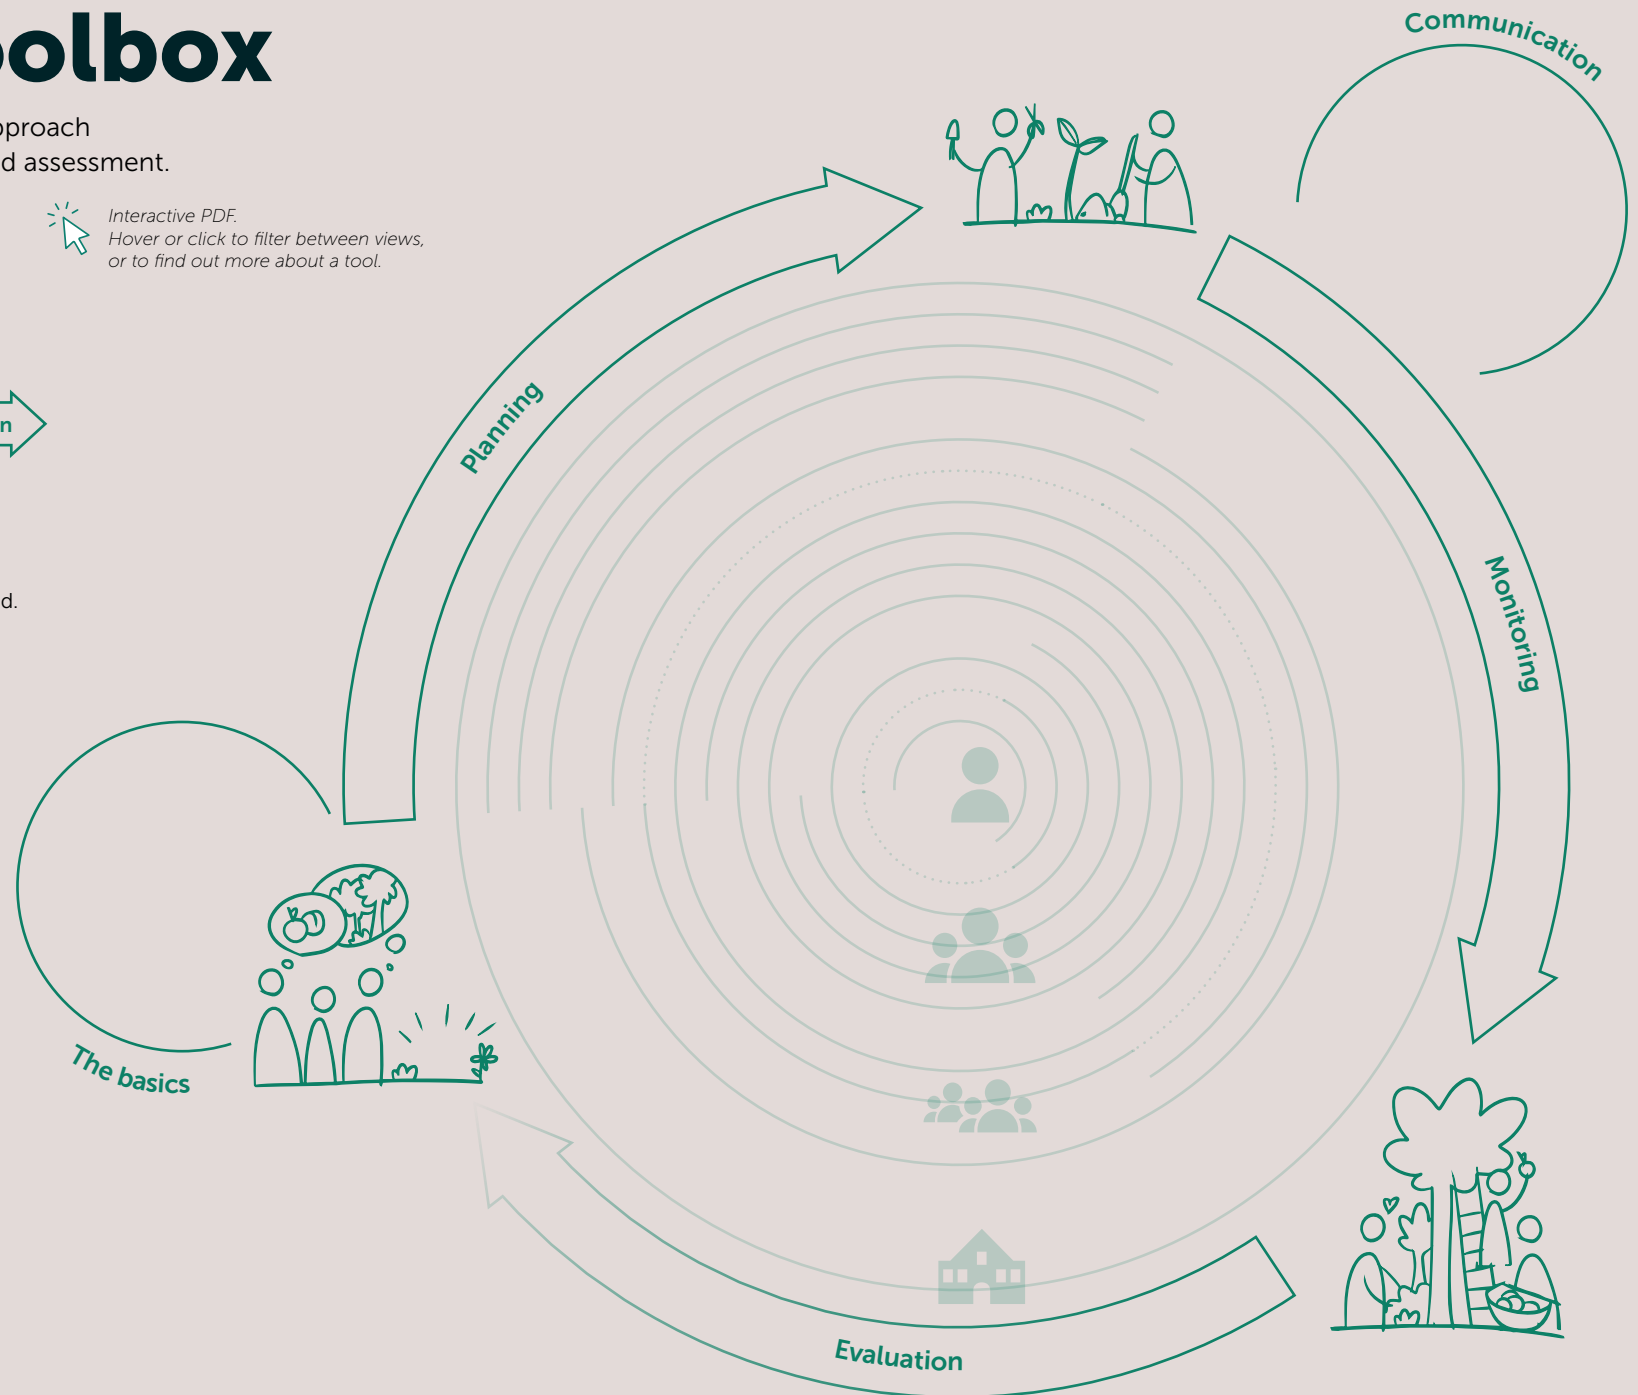 olbox
pproach
d assessment.
Interactive PDF.
Hover or click to filter between views,
or to find out more about a tool.
n
d.
Communication
Planning
Monitoring
The basics
Evaluation